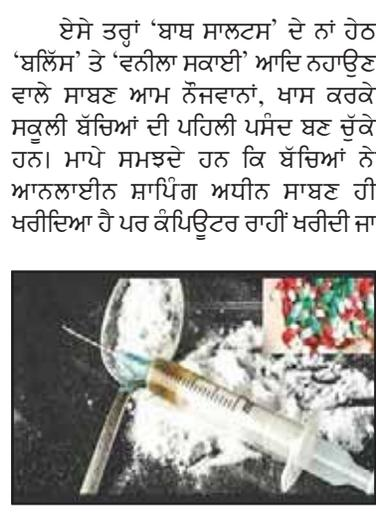 ਏਸੇ ਤਰ੍ਹਾਂ ‘ਬਾਥ ਸਾਲਟਸ’ ਦੇ ਨਾਂ ਹੇਠ
‘ਬਲਿੱਸ’ ਤੇ ‘ਵਨੀਲਾ ਸਕਾਈ’ ਆਦਿ ਨਹਾਉਣ
ਵਾਲੇ ਸਾਬਣ ਆਮ ਨੌਜਵਾਨਾਂ, ਖਾਸ ਕਰਕੇ
ਸਕੂਲੀ ਬੱਚਿਆਂ ਦੀ ਪਹਿਲੀ ਪਸੰਦ ਬਣ ਚੁੱਕੇ
ਹਨ। ਮਾਪੇ ਸਮਝਦੇ ਹਨ ਕਿ ਬੱਚਿਆਂ ਨੇ
ਆਨਲਾਈਨ ਸ਼ਾਪਿੰਗ ਅਧੀਨ ਸਾਬਣ ਹੀ
ਖਰੀਦਿਆ ਹੈ ਪਰ ਕੰਪਿਊਟਰ ਰਾਹੀਂ ਖਰੀਦੀ ਜਾ